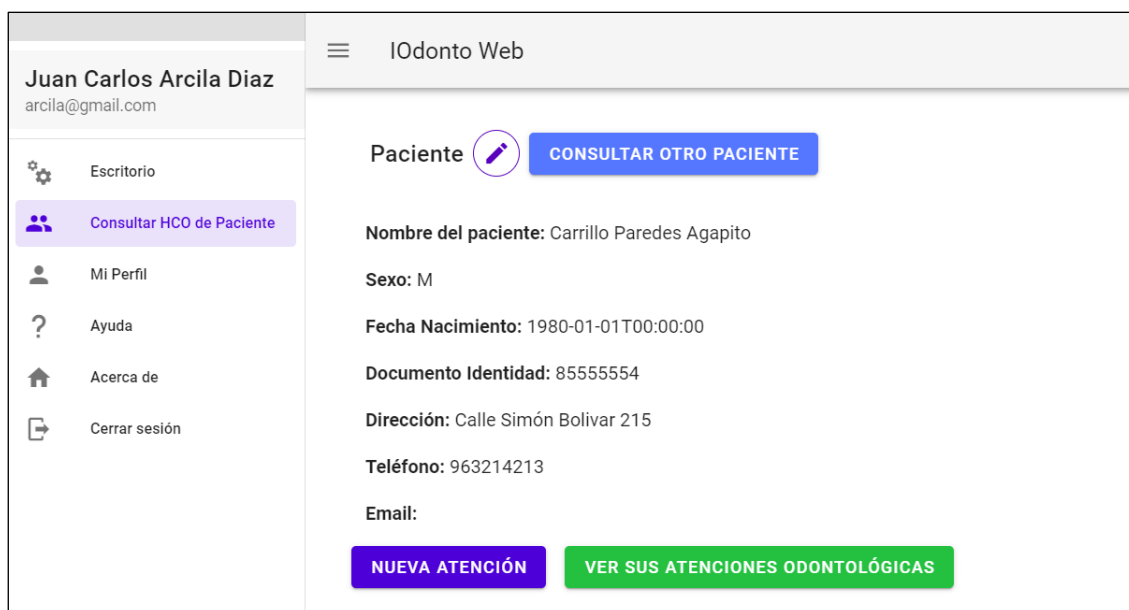 Juan Carlos Arcila Diaz
arcila@gmail.com
Escritorio
Consultar HCO de Paciente
Mi Perfil
Ayuda
Acerca de
Cerrar sesión
IOdonto Web
Paciente
CONSULTAR OTRO PACIENTE
Nombre del paciente: Carrillo Paredes Agapito
Sexo: M
Fecha Nacimiento: 1980-01-01T00:00:00
Documento Identidad: 85555554
Dirección: Calle Simón Bolivar 215
Teléfono: 963214213
Email:
NUEVA ATENCIÓN
VER SUS ATENCIONES ODONTOLÓGICAS